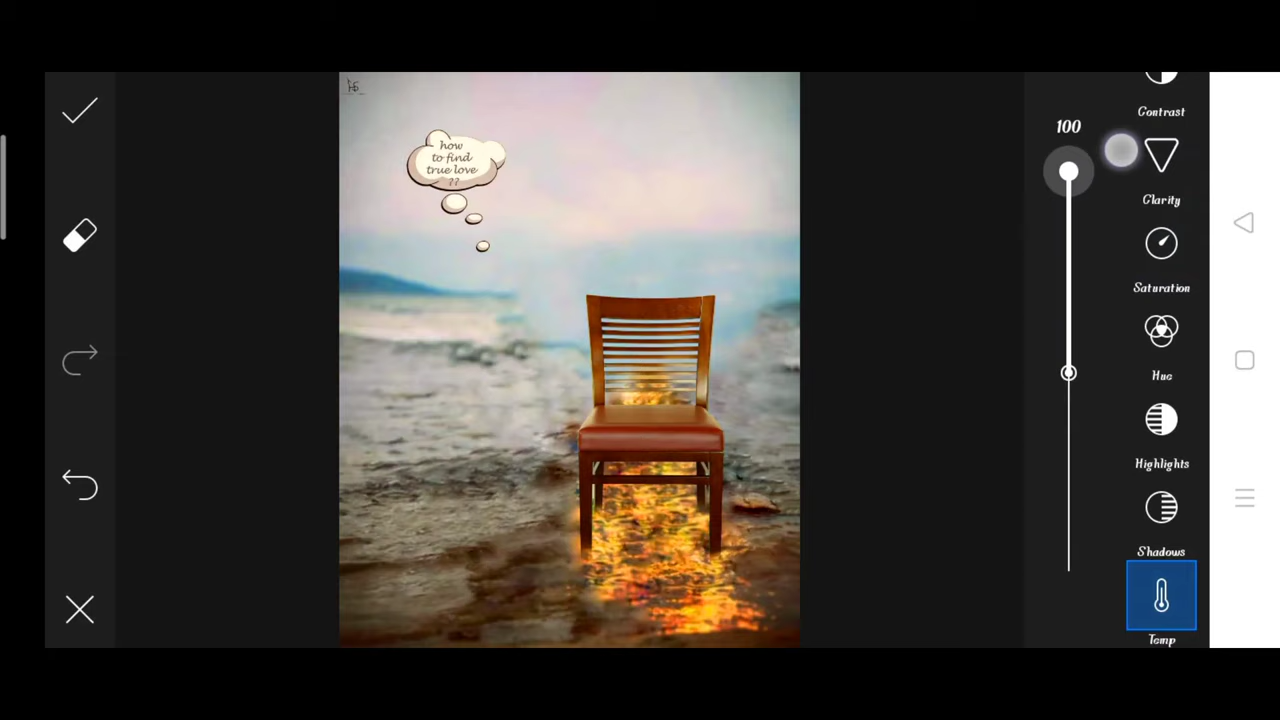 how
to find
true love
??
100
Contrast
Clarity
Saturation
Hue
Highlights
Shadows
Temp